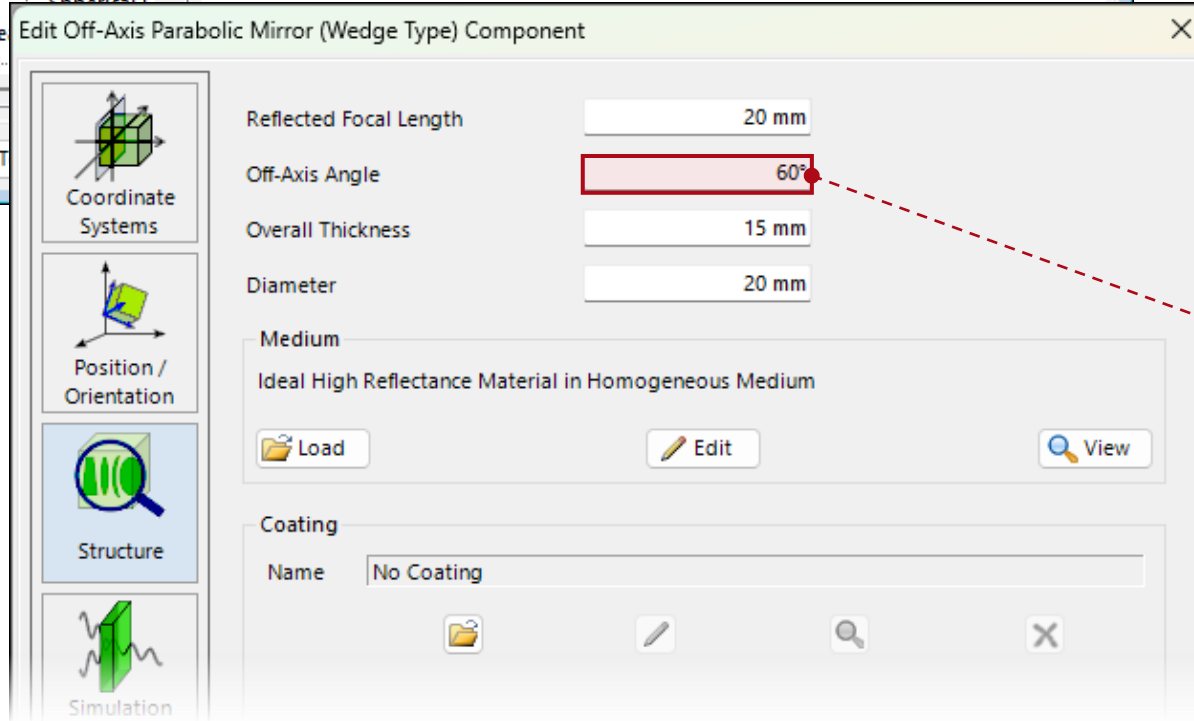 Edit Off-Axis Parabolic Mirror (Wedge Type) Component
Coordinate
Systems
Position /
Orientation
Structure
Simulation
Reflected Focal Length 20 mm
Off-Axis Angle 60°
Overall Thickness 15 mm
Diameter 20 mm
Medium
Ideal High Reflectance Material in Homogeneous Medium
Load Edit View
Coating
Name No Coating